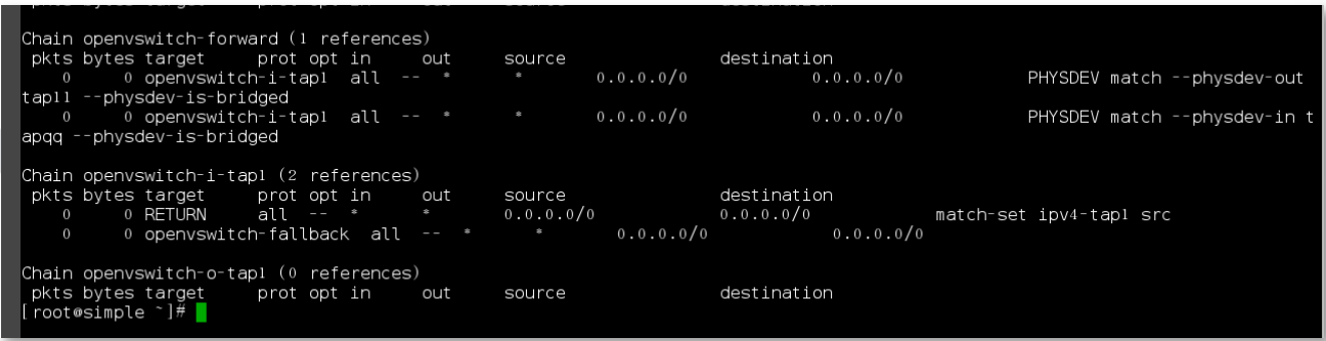 Chain openvswitch-forward (1 references)
pkts bytes target prot opt in out source destination
0 0 openvswitch-i-tap1 all -- * * 0.0.0.0/0 0.0.0.0/0 PHYSDEV match --physdev-out
tap11 --physdev-is-bridged
0 0 openvswitch-i-tap1 all -- * * 0.0.0.0/0 0.0.0.0/0 PHYSDEV match --physdev-in t
apqq --physdev-is-bridged
Chain openvswitch-i-tap1 (2 references)
pkts bytes target prot opt in out source destination
0 0 RETURN all -- * * 0.0.0.0/0 0.0.0.0/0 match-set ipv4-tap1 src
0 0 openvswitch-fallback all -- * * 0.0.0.0/0 0.0.0.0/0
Chain openvswitch-o-tap1 (0 references)
pkts bytes target prot opt in out source destination
[root@simple ~]#